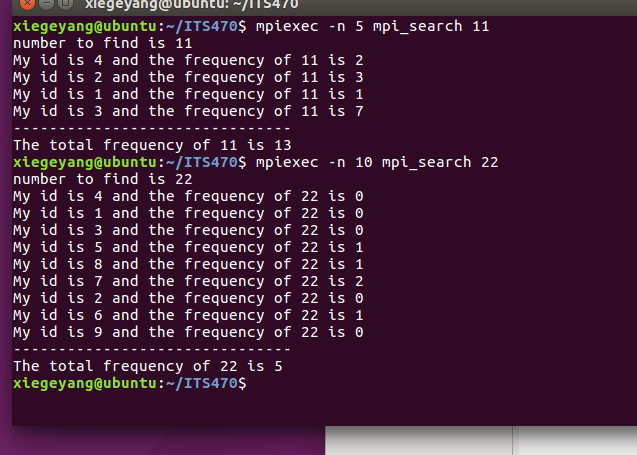 xiegeyang@ubuntu: ~/ITS470
xiegeyang@ubuntu:~/ITS470$ mpiexec -n 5 mpi_search 11
number to find is 11
My id is 4 and the frequency of 11 is 2
My id is 2 and the frequency of 11 is 3
My id is 1 and the frequency of 11 is 1
My id is 3 and the frequency of 11 is 7
--------------------------------
The total frequency of 11 is 13
xiegeyang@ubuntu:~/ITS470$ mpiexec -n 10 mpi_search 22
number to find is 22
My id is 4 and the frequency of 22 is 0
My id is 1 and the frequency of 22 is 0
My id is 3 and the frequency of 22 is 0
My id is 5 and the frequency of 22 is 1
My id is 8 and the frequency of 22 is 1
My id is 7 and the frequency of 22 is 2
My id is 2 and the frequency of 22 is 0
My id is 6 and the frequency of 22 is 1
My id is 9 and the frequency of 22 is 0
--------------------------------
The total frequency of 22 is 5
xiegeyang@ubuntu:~/ITS470$